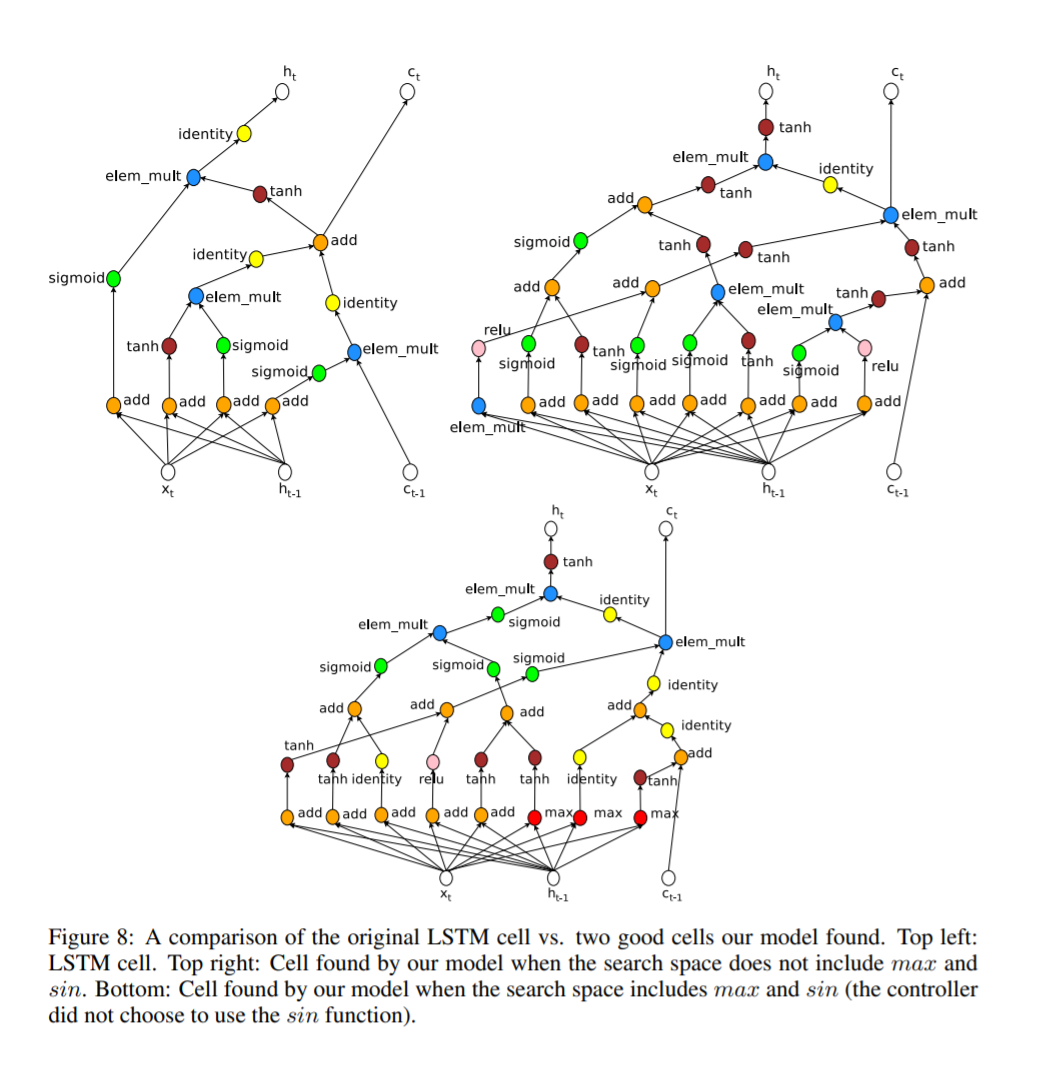 h_t
c_t
identity
elem_mult
tanh
add
identity
sigmoid
elem_mult
identity
tanh
sigmoid
elem_mult
sigmoid
add
add
add
add
x_t
h_{t-1}
c_{t-1}
h_t
c_t
tanh
elem_mult
identity
tanh
add
elem_mult
sigmoid
tanh
tanh
tanh
add
add
elem_mult
add
tanh
elem_mult
relu
sigmoid
tanh
sigmoid
sigmoid
tanh
sigmoid
relu
elem_mult
add
add
add
add
add
add
add
x_t
h_{t-1}
c_{t-1}
h_t
c_t
tanh
elem_mult
identity
sigmoid
elem_mult
elem_mult
sigmoid
sigmoid
sigmoid
identity
add
add
add
add
identity
add
tanh
tanh
identity
relu
tanh
tanh
identity
tanh
add
add
add
add
add
max
max
max
x_t
h_{t-1}
c_{t-1}
Figure 8: A comparison of the original LSTM cell vs. two good cells our model found. Top left:
LSTM cell. Top right: Cell found by our model when the search space does not include max and
sin. Bottom: Cell found by our model when the search space includes max and sin (the controller
did not choose to use the sin function).